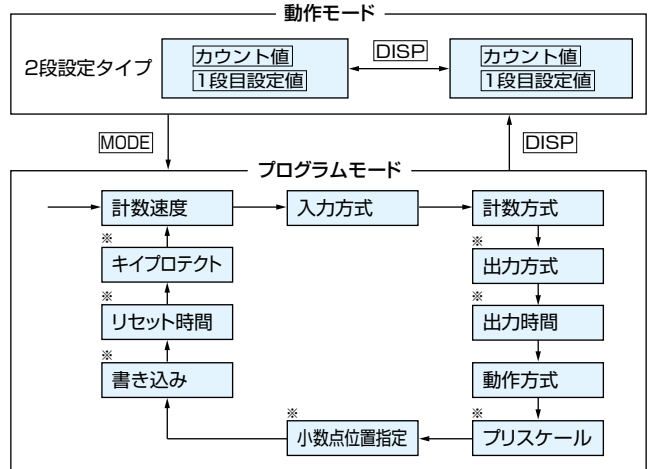 動作モード
2段設定タイプ
カウント値
1段目設定値
DISP
カウント値
1段目設定値
MODE
DISP
プログラムモード
計数速度
入力方式
計数方式
※
キイプロテクト
※
出力方式
※
リセット時間
※
出力時間
※
書き込み
動作方式
※
小数点位置指定
※
プリスケール